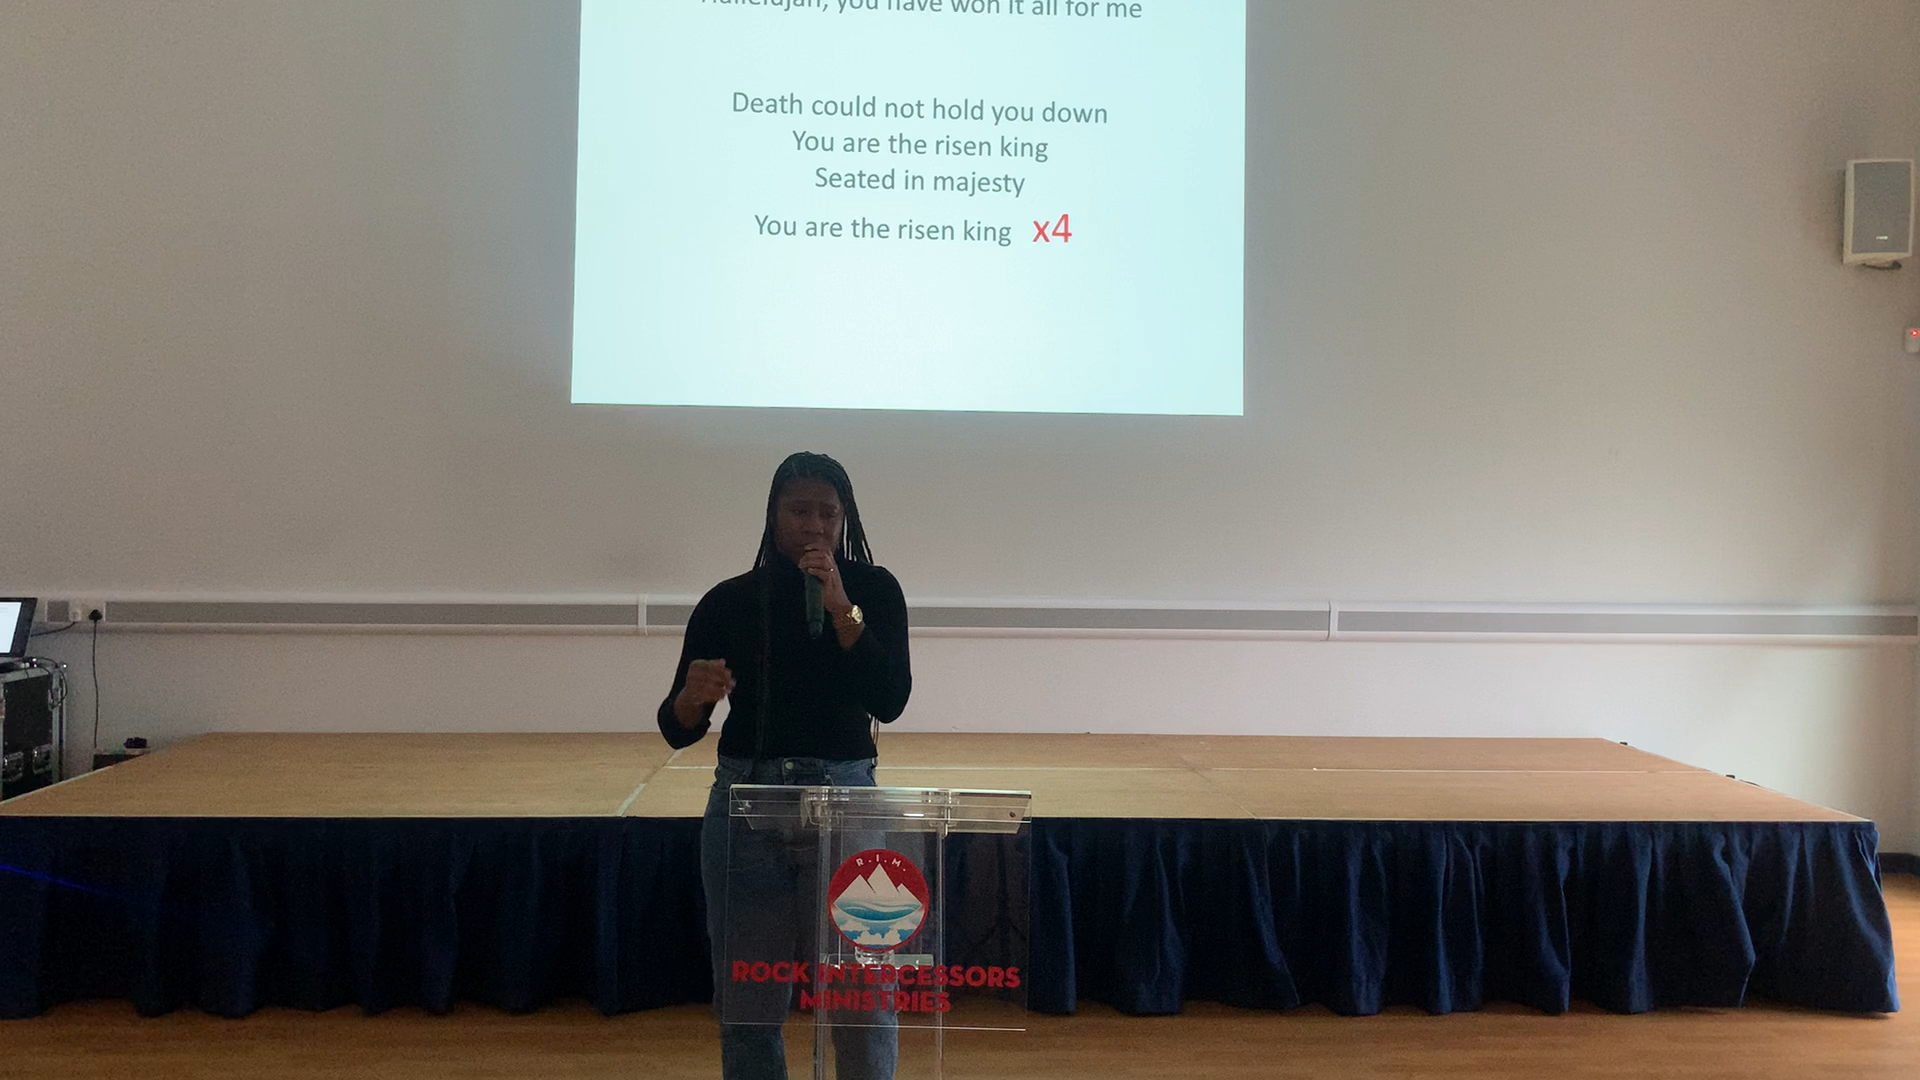 Hallelujah, you have won it all for me
Death could not hold you down
You are the risen king
Seated in majesty
You are the risen king x4
R.I.M.
ROCK INTERCESSORS
MINISTRIES